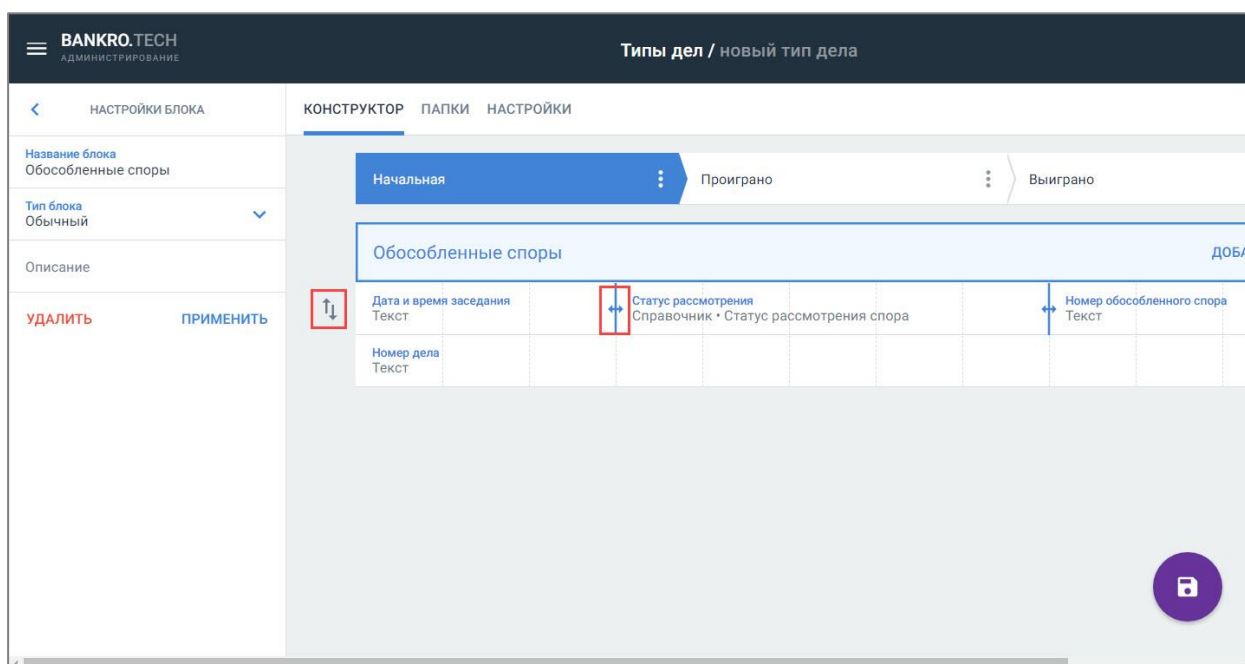 BANKRO.TECH
АДМИНИСТРИРОВАНИЕ
Типы дел / новый тип дела
НАСТРОЙКИ БЛОКА
КОНСТРУКТОР ПАПКИ НАСТРОЙКИ
Название блока
Обособленные споры
Тип блока
Обычный
Описание
УДАЛИТЬ ПРИМЕНИТЬ
Начальная Проиграно Выиграно
Обособленные споры ДОБА
Дата и время заседания Статус рассмотрения Номер обособленного спора
Текст Справочник • Статус рассмотрения спора Текст
Номер дела
Текст